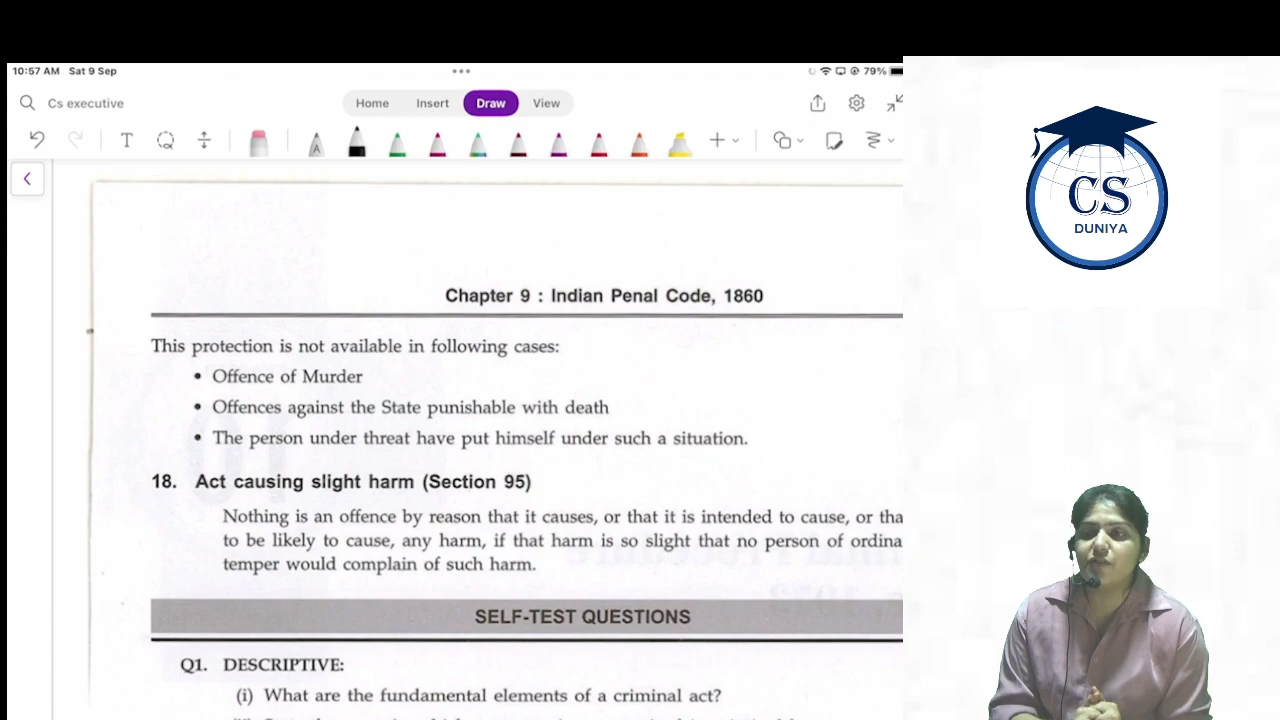 10:57 AM Sat 9 Sep
79%
Cs executive
Home Insert Draw View
T
A
CS
DUNIYA
Chapter 9 : Indian Penal Code, 1860
This protection is not available in following cases:
• Offence of Murder
• Offences against the State punishable with death
• The person under threat have put himself under such a situation.
18. Act causing slight harm (Section 95)
Nothing is an offence by reason that it causes, or that it is intended to cause, or tha
to be likely to cause, any harm, if that harm is so slight that no person of ordina
temper would complain of such harm.
SELF-TEST QUESTIONS
Q1. DESCRIPTIVE:
(i) What are the fundamental elements of a criminal act?